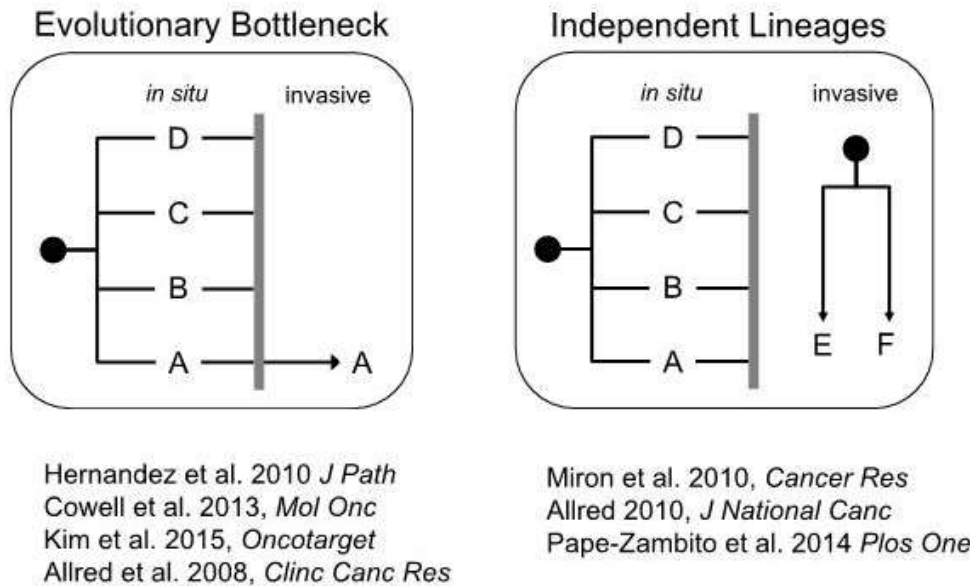 Evolutionary Bottleneck
in situ
invasive
D
C
B
A
A
Hernandez et al. 2010 J Path
Cowell et al. 2013, Mol Onc
Kim et al. 2015, Oncotarget
Allred et al. 2008, Clinc Canc Res
Independent Lineages
in situ
invasive
D
C
B
A
E
F
Miron et al. 2010, Cancer Res
Allred 2010, J National Canc
Pape-Zambito et al. 2014 Plos One